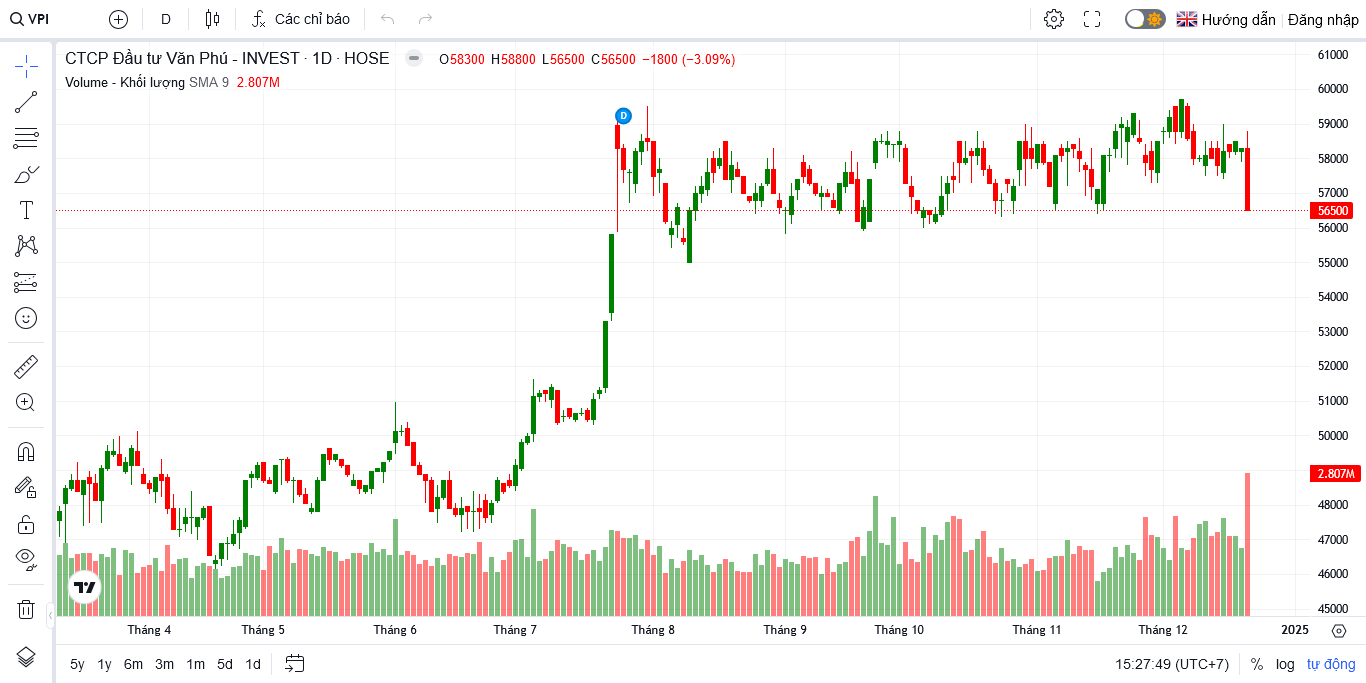 VPI D Các chỉ báo Hướng dẫn Đăng nhập
CTCP Đầu tư Văn Phú - INVEST · 1D · HOSE O58300 H58800 L56500 C56500 −1800 (−3.09%)
Volume - Khối lượng SMA 9 2.807M
D
61000
60000
59000
58000
57000
56500
56000
55000
54000
53000
52000
51000
50000
2.807M
48000
47000
46000
45000
Tháng 4 Tháng 5 Tháng 6 Tháng 7 Tháng 8 Tháng 9 Tháng 10 Tháng 11 Tháng 12 2025
5y 1y 6m 3m 1m 5d 1d 15:27:49 (UTC+7) % log tự động